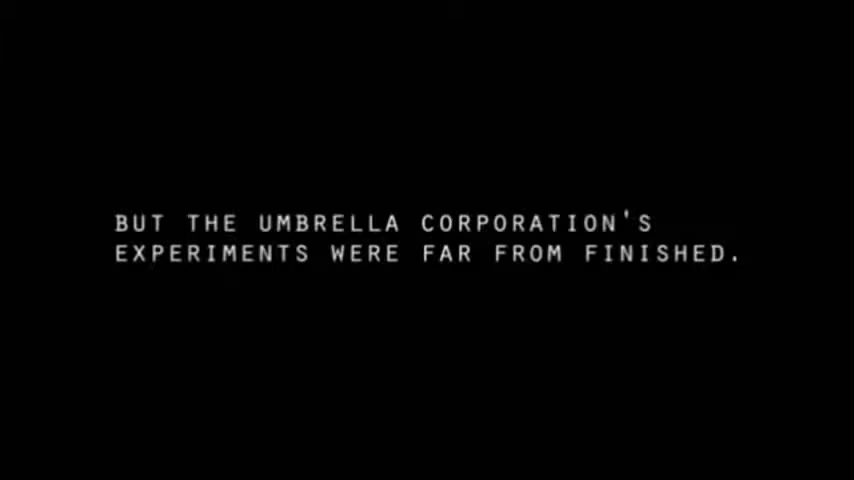 BUT THE UMBRELLA CORPORATION'S
EXPERIMENTS WERE FAR FROM FINISHED.